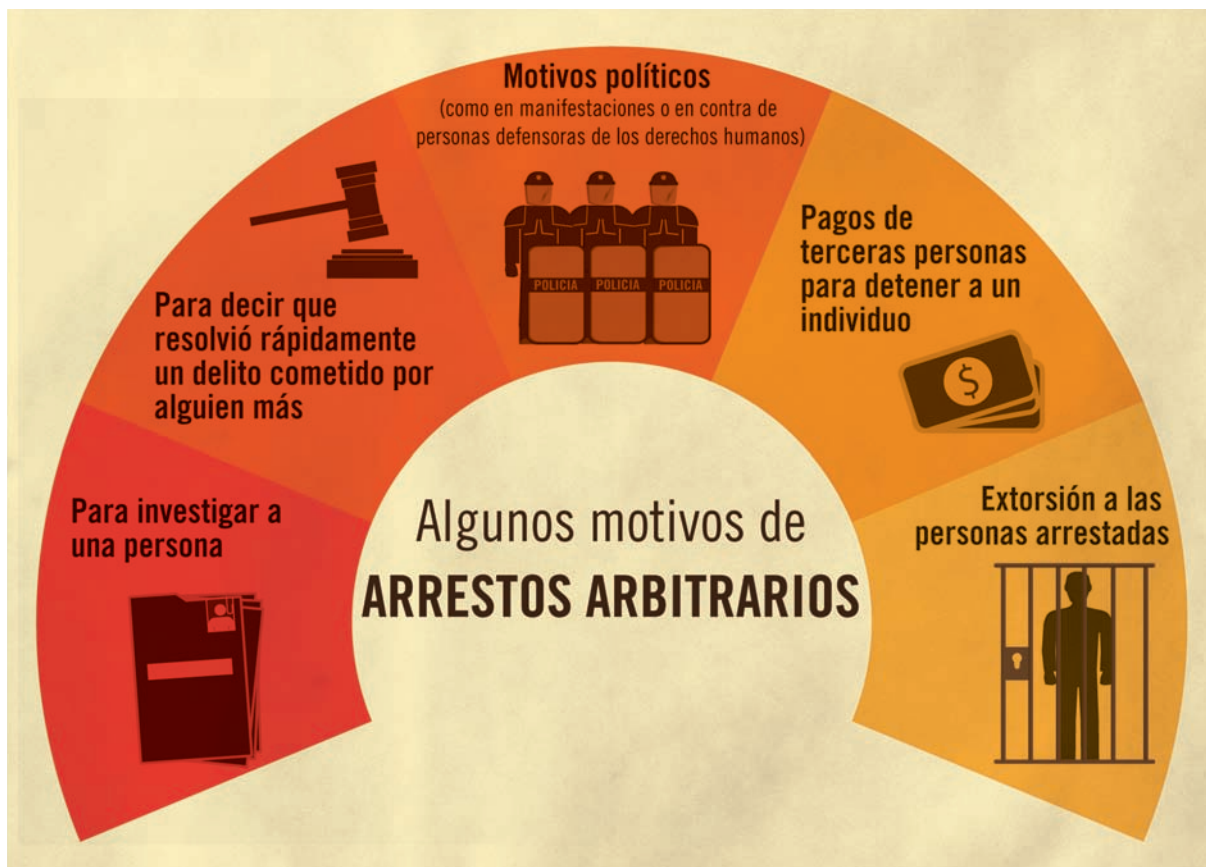 Motivos políticos
(como en manifestaciones o en contra de
personas defensoras de los derechos humanos)
POLICIA POLICIA POLICIA
Para decir que
resolvió rápidamente
un delito cometido por
alguien más
Pagos de
terceras personas
para detener a un
individuo
$
Para investigar a
una persona
Algunos motivos de
ARRESTOS ARBITRARIOS
Extorsión a las
personas arrestadas